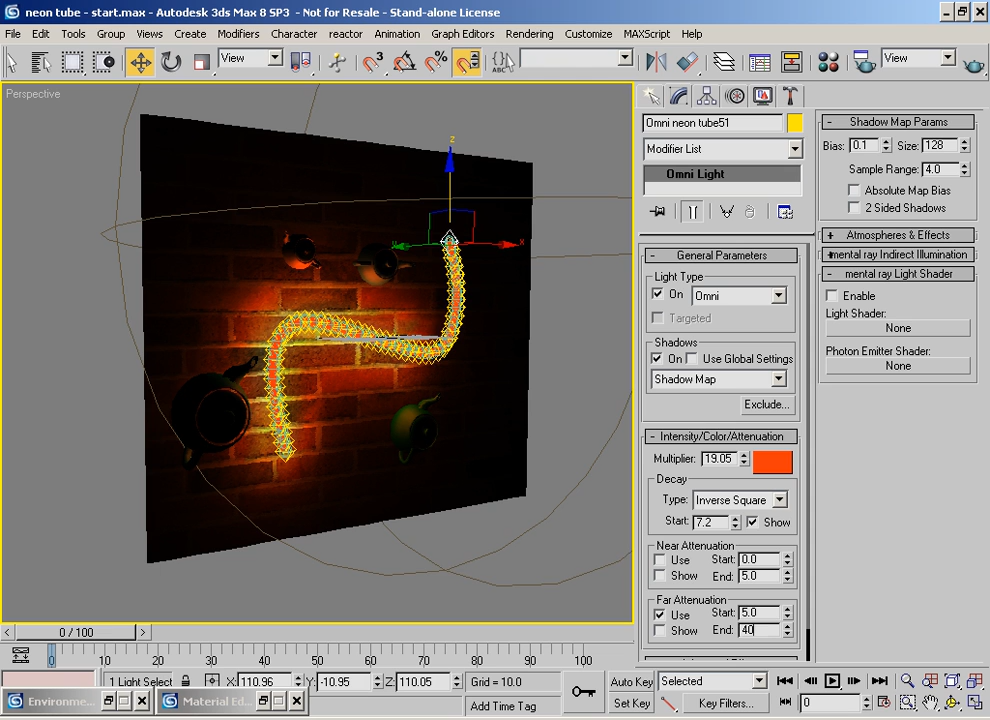 neon tube - start.max - Autodesk 3ds Max 8 SP3 - Not for Resale - Stand-alone License
File Edit Tools Group Views Create Modifiers Character reactor Animation Graph Editors Rendering Customize MAXScript Help
View 3 % ABC View
Perspective
z
x
Omni neon tube51
Modifier List
Omni Light
- General Parameters
Light Type
On Omni
Targeted
Shadows
On Use Global Settings
Shadow Map
Exclude...
- Intensity/Color/Attenuation
Multiplier: 19.05
Decay
Type: Inverse Square
Start: 7.2 Show
Near Attenuation
Use Start: 0.0
Show End: 5.0
Far Attenuation
Use Start: 5.0
Show End: 40
- Shadow Map Params
Bias: 0.1 Size: 128
Sample Range: 4.0
Absolute Map Bias
2 Sided Shadows
+ Atmospheres & Effects
+ mental ray Indirect Illumination
- mental ray Light Shader
Enable
Light Shader:
None
Photon Emitter Shader:
None
< 0 / 100 >
0 10 20 30 40 50 60 70 80 90 100
1 Light Select X: 110.96 Y: -10.95 Z: 110.05 Grid = 10.0 Auto Key Selected
Add Time Tag Set Key Key Filters... 0
Environme... Material Ed...